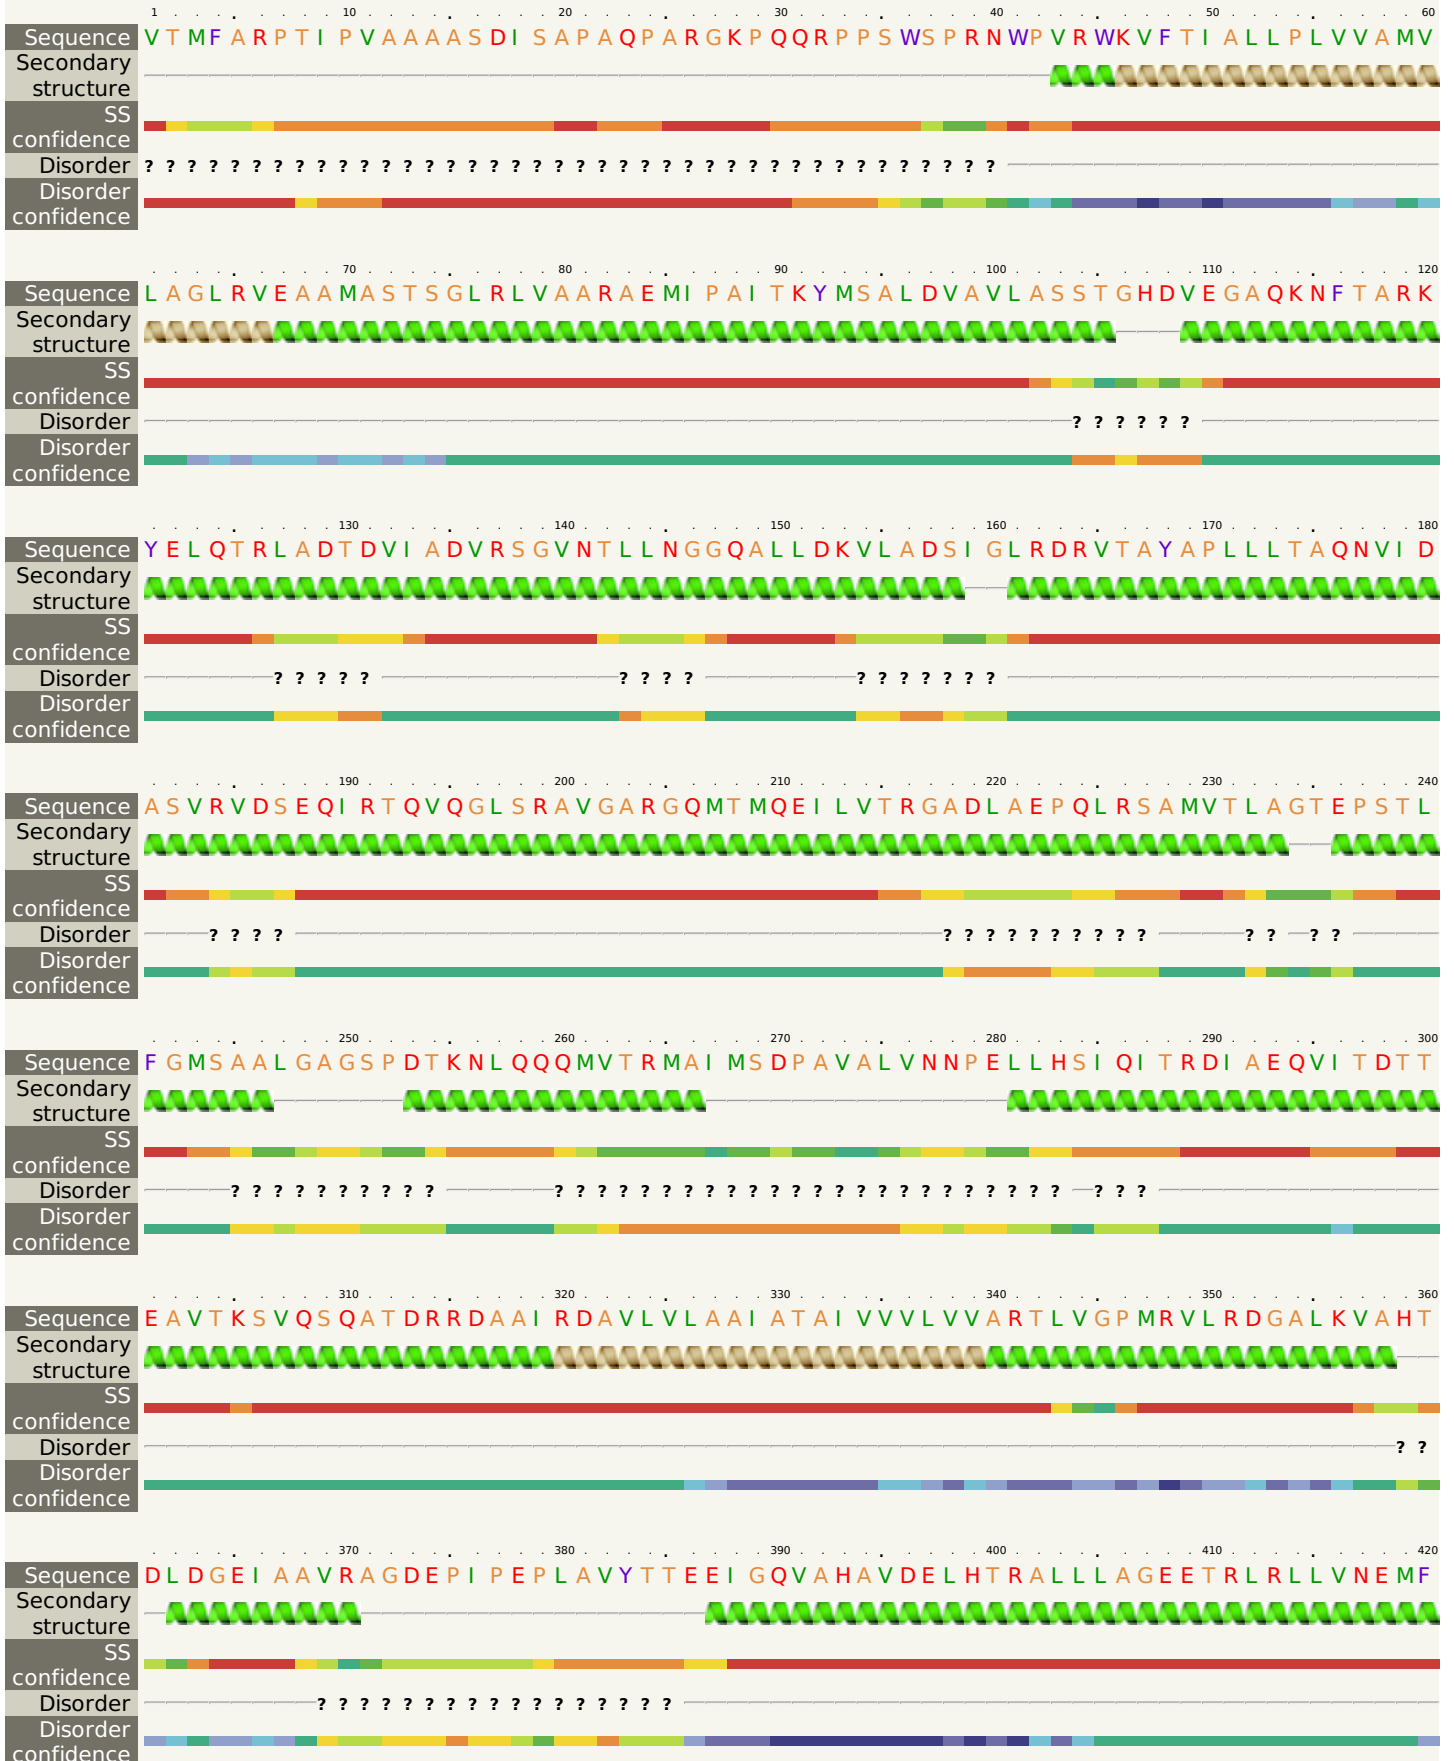 1 10 20 30 40 50 60
Sequence V T M F A R P T I P V A A A A S D I S A P A Q P A R G K P Q Q R P P S W S P R N W P V R W K V F T I A L L P L V V A M V
Secondary
structure
SS
confidence
Disorder ? ? ? ? ? ? ? ? ? ? ? ? ? ? ? ? ? ? ? ? ? ? ? ? ? ? ? ? ? ? ? ? ? ? ? ? ? ? ? ?
Disorder
confidence
70 80 90 100 110 120
Sequence L A G L R V E A A M A S T S G L R L V A A R A E M I P A I T K Y M S A L D V A V L A S S T G H D V E G A Q K N F T A R K
Secondary
structure
SS
confidence
Disorder ? ? ? ? ? ?
Disorder
confidence
130 140 150 160 170 180
Sequence Y E L Q T R L A D T D V I A D V R S G V N T L L N G G Q A L L D K V L A D S I G L R D R V T A Y A P L L L T A Q N V I D
Secondary
structure
SS
confidence
Disorder ? ? ? ? ? ? ? ? ? ? ? ? ? ? ? ?
Disorder
confidence
190 200 210 220 230 240
Sequence A S V R V D S E Q I R T Q V Q G L S R A V G A R G Q M T M Q E I L V T R G A D L A E P Q L R S A M V T L A G T E P S T L
Secondary
structure
SS
confidence
Disorder ? ? ? ? ? ? ? ? ? ? ? ? ? ? ? ? ? ?
Disorder
confidence
250 260 270 280 290 300
Sequence F G M S A A L G A G S P D T K N L Q Q Q M V T R M A I M S D P A V A L V N N P E L L H S I Q I T R D I A E Q V I T D T T
Secondary
structure
SS
confidence
Disorder ? ? ? ? ? ? ? ? ? ? ? ? ? ? ? ? ? ? ? ? ? ? ? ? ? ? ? ? ? ? ? ? ? ? ? ? ?
Disorder
confidence
310 320 330 340 350 360
Sequence E A V T K S V Q S Q A T D R R D A A I R D A V L V L A A I A T A I V V V L V V A R T L V G P M R V L R D G A L K V A H T
Secondary
structure
SS
confidence
Disorder ? ?
Disorder
confidence
370 380 390 400 410 420
Sequence D L D G E I A A V R A G D E P I P E P L A V Y T T E E I G Q V A H A V D E L H T R A L L L A G E E T R L R L L V N E M F
Secondary
structure
SS
confidence
Disorder ? ? ? ? ? ? ? ? ? ? ? ? ? ? ? ? ?
Disorder
confidence